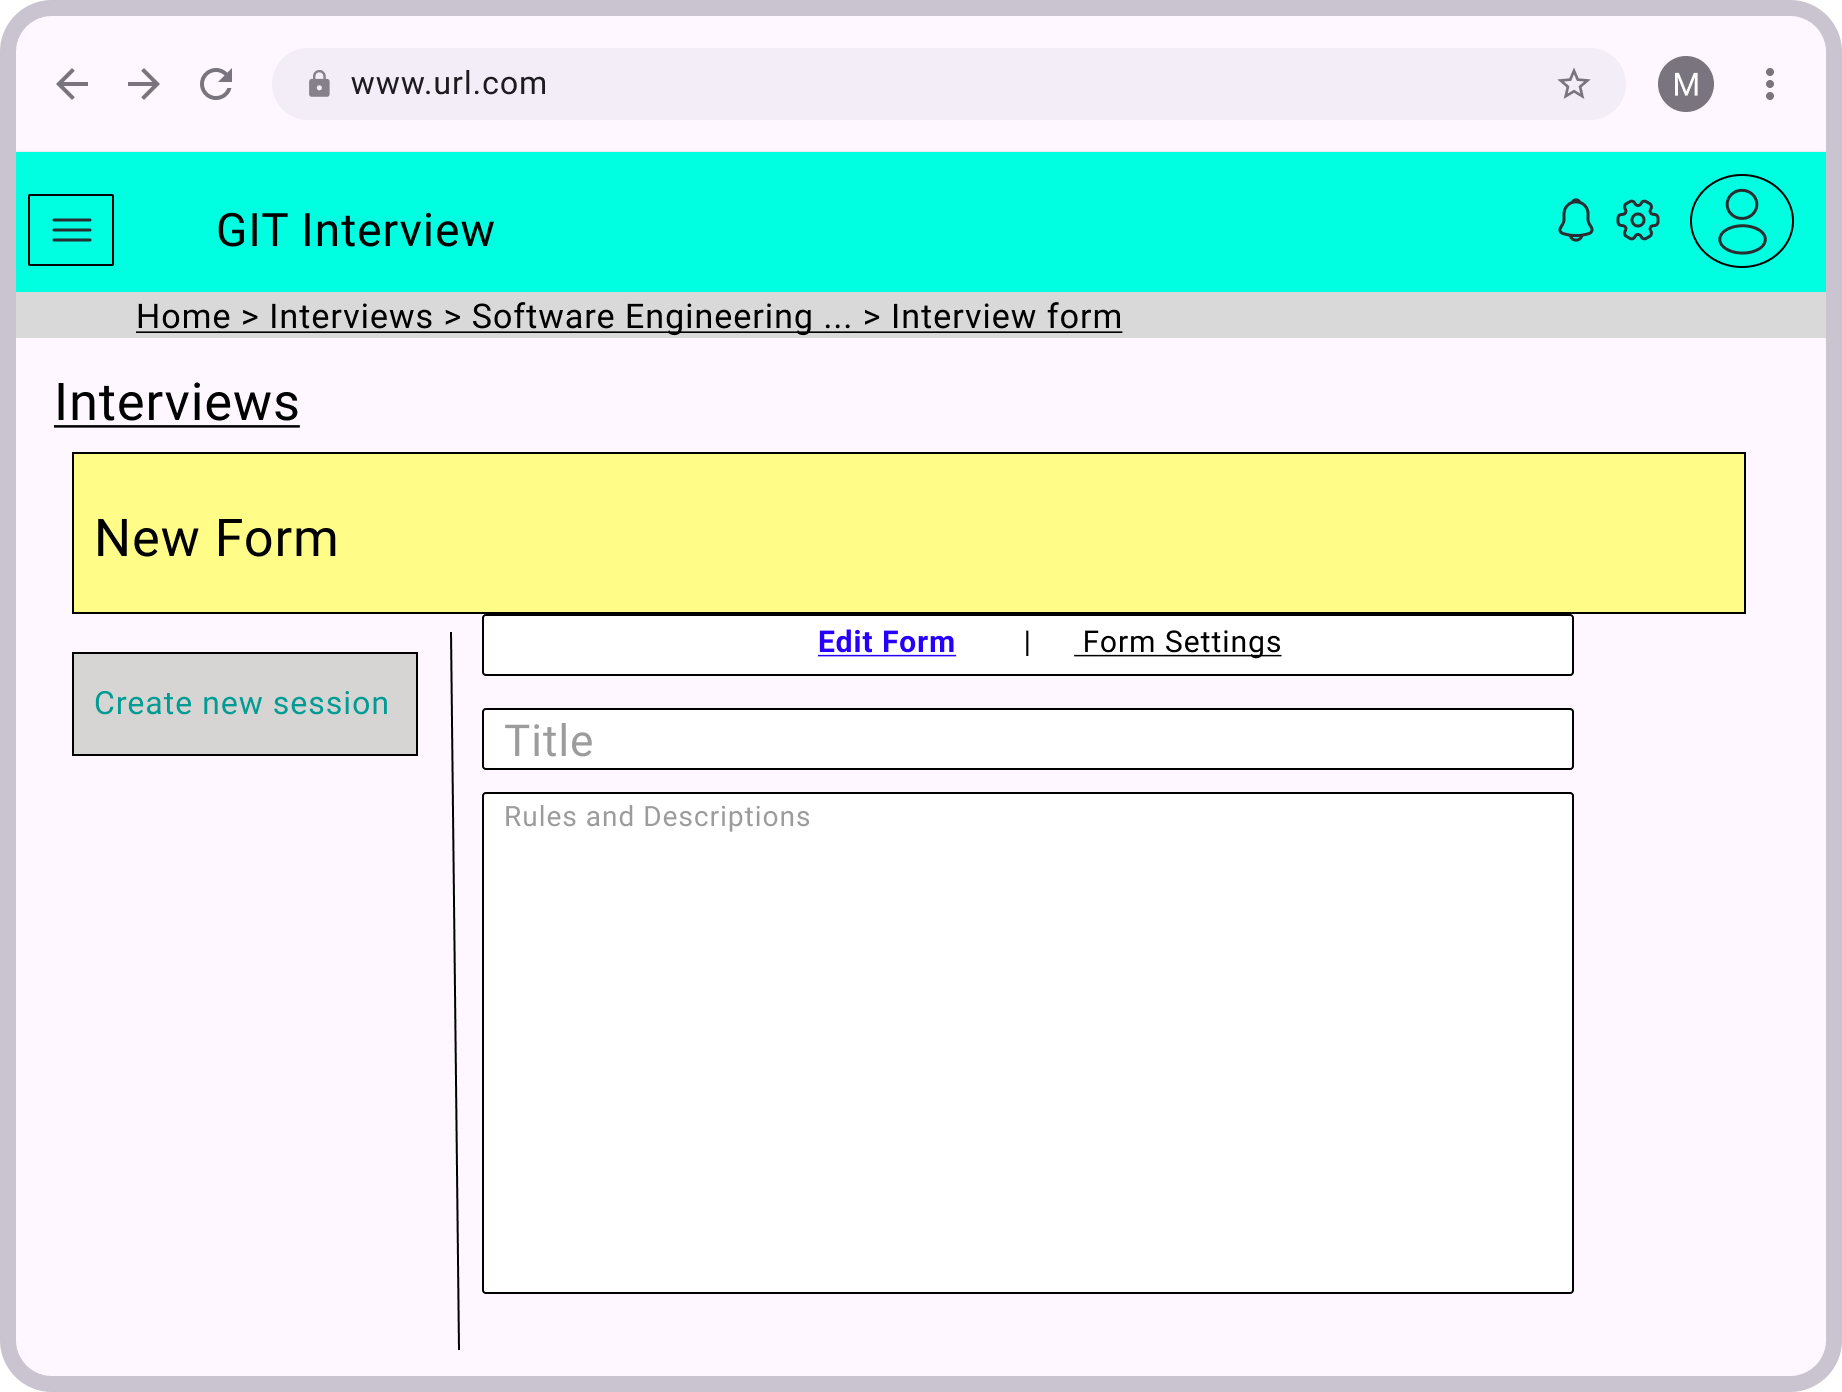 www.url.com
M
GIT Interview
Home > Interviews > Software Engineering ... > Interview form
Interviews
New Form
Edit Form | Form Settings
Create new session
Title
Rules and Descriptions